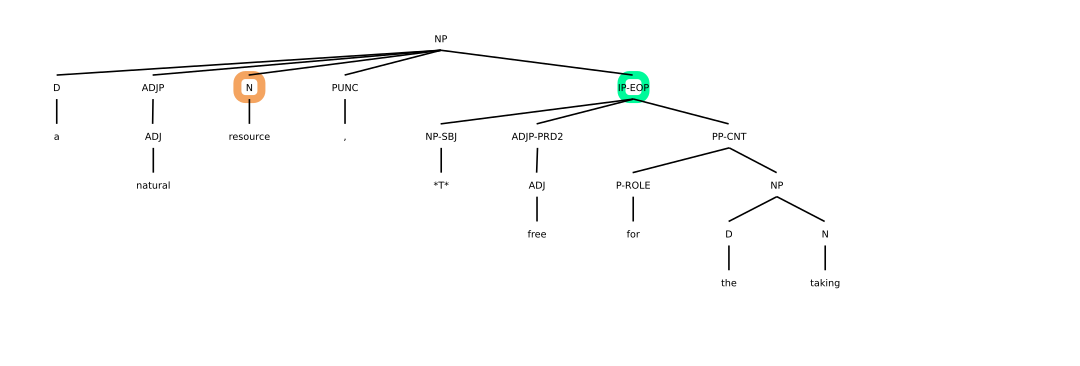 NP
D ADJP N PUNC IP-EOP
a ADJ resource , NP-SBJ ADJP-PRD2 PP-CNT
natural *T* ADJ P-ROLE NP
free for D N
the taking